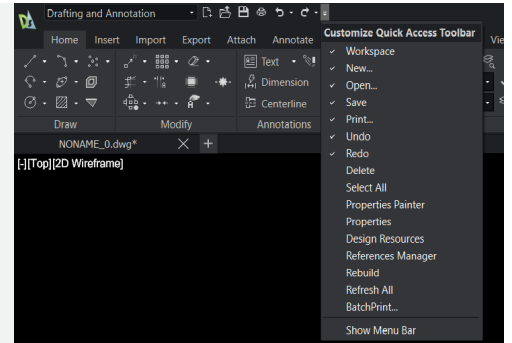 Drafting and Annotation
Customize Quick Access Toolbar
Home Insert Import Export Attach Annotate Vie
Workspace
Text
New...
Open...
Dimension
Save
Centerline
Print...
Draw Modify Annotations
Undo
NONAME_0.dwg*
Redo
[-][Top][2D Wireframe]
Delete
Select All
Properties Painter
Properties
Design Resources
References Manager
Rebuild
Refresh All
BatchPrint...
Show Menu Bar